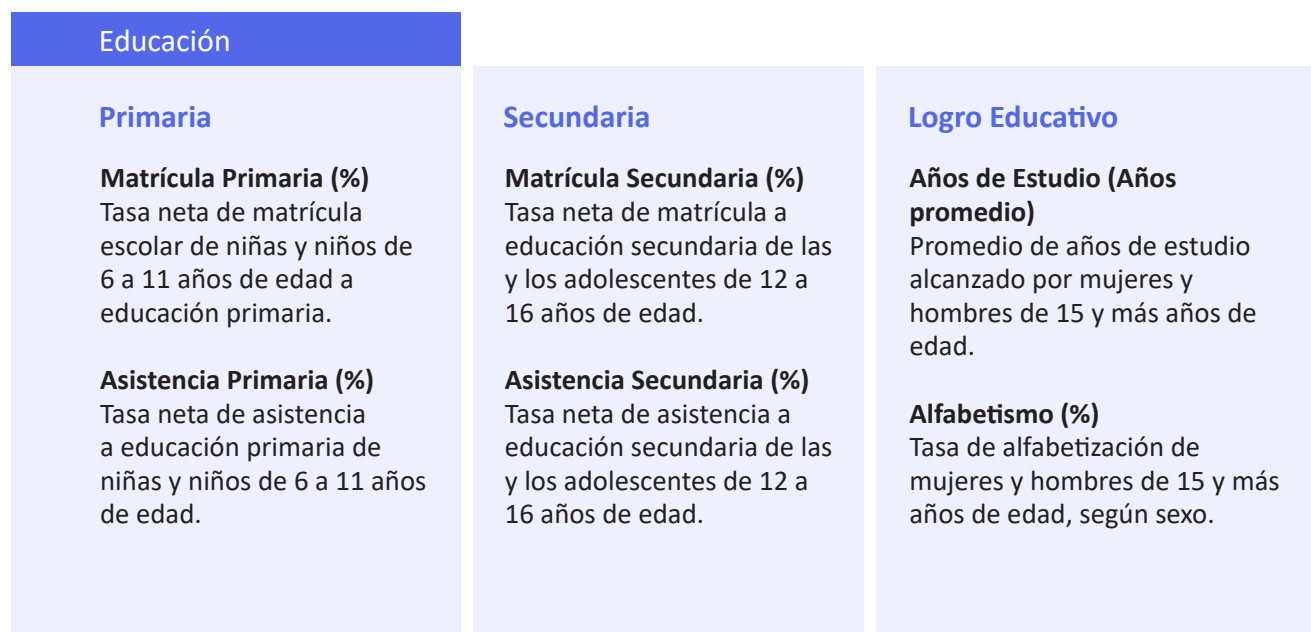 Educación
Primaria
Matrícula Primaria (%)
Tasa neta de matrícula
escolar de niñas y niños de
6 a 11 años de edad a
educación primaria.
Asistencia Primaria (%)
Tasa neta de asistencia
a educación primaria de
niñas y niños de 6 a 11 años
de edad.
Secundaria
Matrícula Secundaria (%)
Tasa neta de matrícula a
educación secundaria de las
y los adolescentes de 12 a
16 años de edad.
Asistencia Secundaria (%)
Tasa neta de asistencia a
educación secundaria de las
y los adolescentes de 12 a
16 años de edad.
Logro Educativo
Años de Estudio (Años
promedio)
Promedio de años de estudio
alcanzado por mujeres y
hombres de 15 y más años de
edad.
Alfabetismo (%)
Tasa de alfabetización de
mujeres y hombres de 15 y más
años de edad, según sexo.